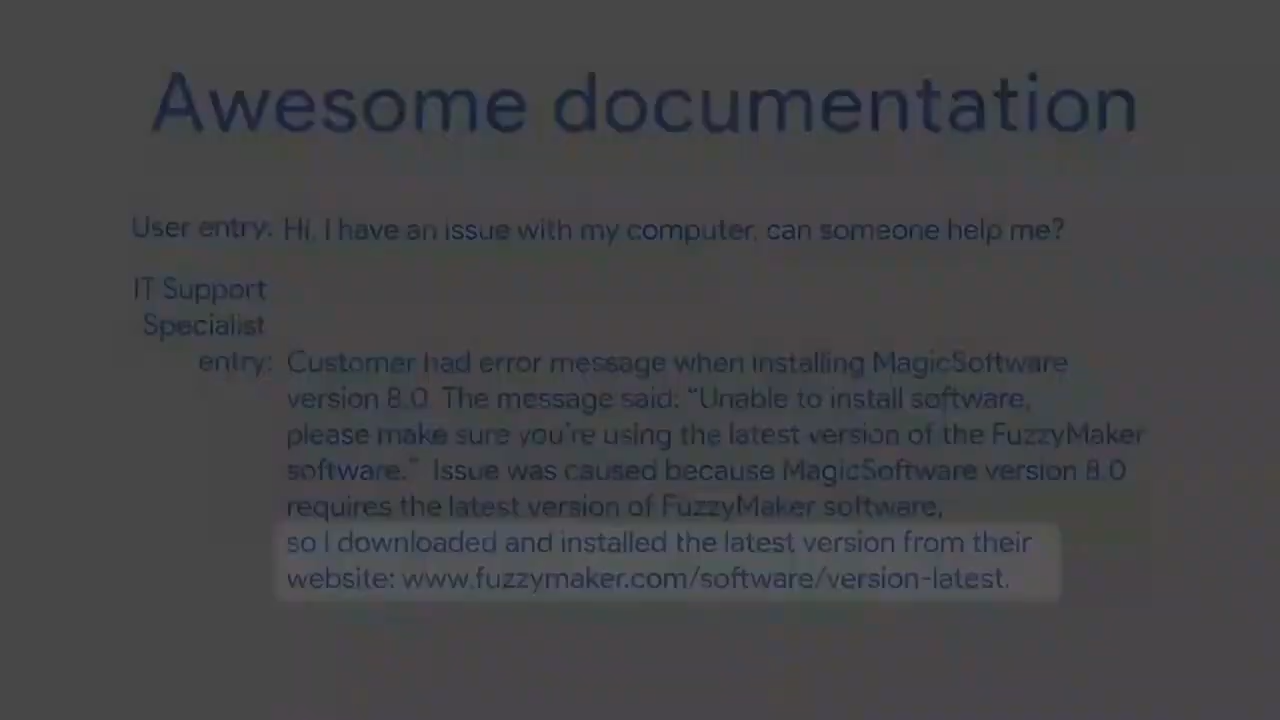 Awesome documentation
User entry: Hi, I have an issue with my computer, can someone help me?
IT Support
Specialist
entry: Customer had error message when installing MagicSoftware
version 8.0. The message said: “Unable to install software,
please make sure you’re using the latest version of the FuzzyMaker
software.” Issue was caused because MagicSoftware version 8.0
requires the latest version of FuzzyMaker software,
so I downloaded and installed the latest version from their
website: www.fuzzymaker.com/software/version-latest.